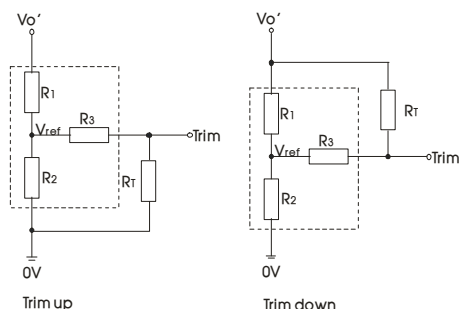 Vo' Vo'
R1 R1
Vref R3 Trim Vref R3 Trim
R2 RT R2 RT
0V 0V
Trim up Trim down